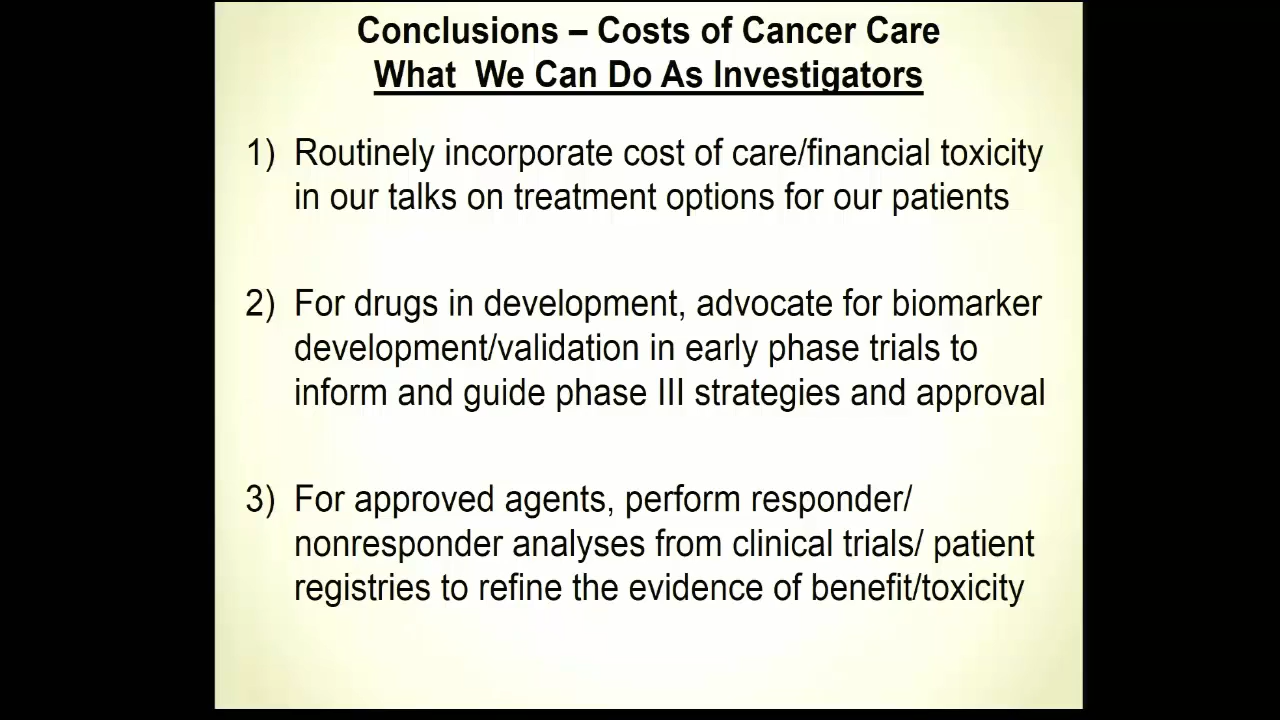 Conclusions – Costs of Cancer Care
What  We Can Do As Investigators
1) Routinely incorporate cost of care/financial toxicity
in our talks on treatment options for our patients
2) For drugs in development, advocate for biomarker
development/validation in early phase trials to
inform and guide phase III strategies and approval
3) For approved agents, perform responder/
nonresponder analyses from clinical trials/ patient
registries to refine the evidence of benefit/toxicity